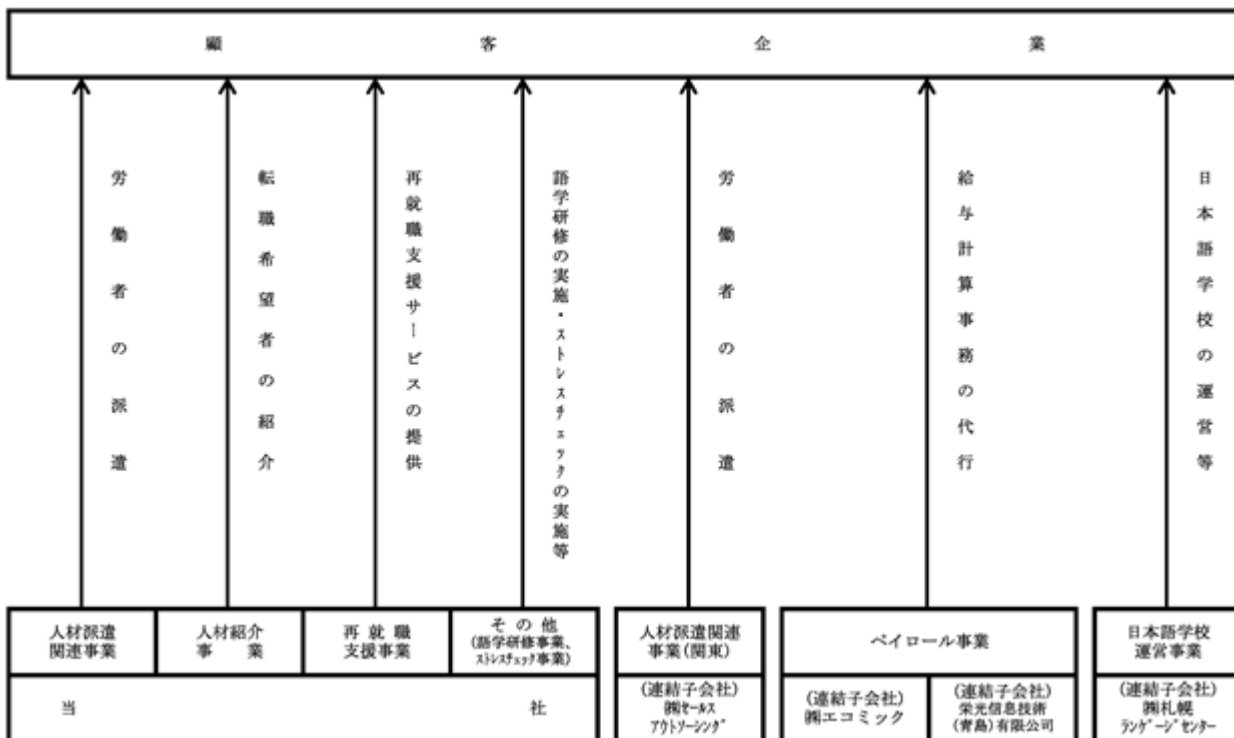 顧客企業
労働者の派遣
転職希望者の紹介
再就職支援サービスの提供
語学研修の実施・ストレスチェックの実施等
労働者の派遣
給与計算事務の代行
日本語学校の運営等
人材派遣
関連事業
人材紹介
事業
再就職
支援事業
その他
(語学研修事業、
ｽﾄﾚｽﾁｪｯｸ事業)
人材派遣関連
事業(関東)
ペイロール事業
日本語学校
運営事業
当社
(連結子会社)
㈱ｾｰﾙｽ
ｱｳﾄｿｰｼﾝｸﾞ
(連結子会社)
㈱エコミック
(連結子会社)
栄光信息技術
(青島)有限公司
(連結子会社)
㈱札幌
ﾗﾝｹﾞｰｼﾞｾﾝﾀｰ